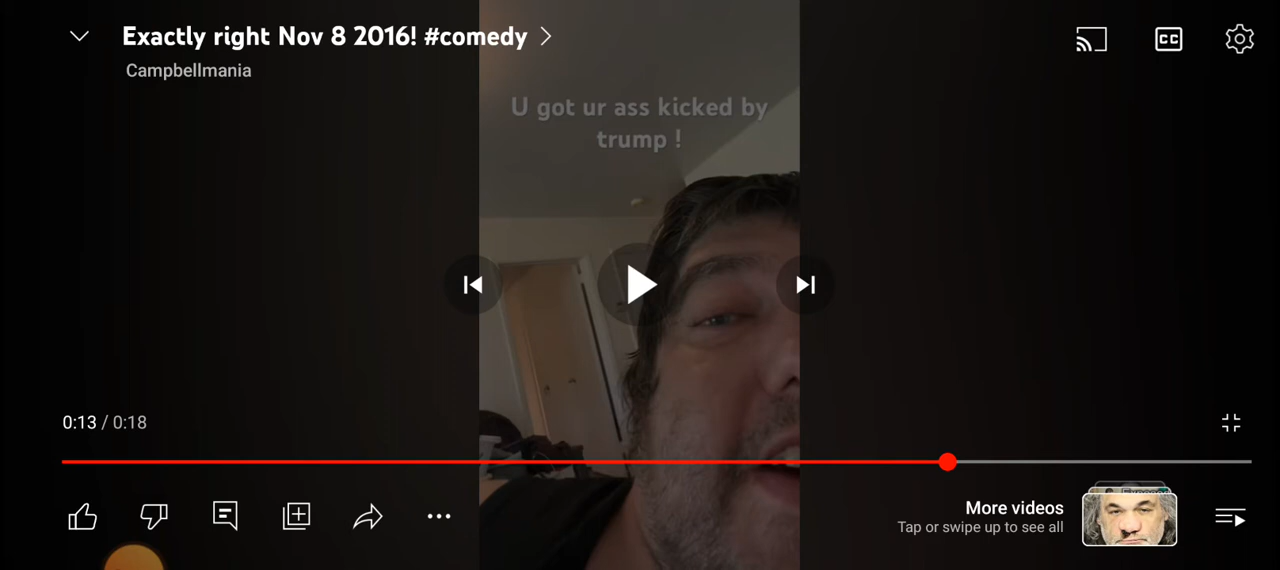 Exactly right Nov 8 2016! #comedy
Campbellmania
CC
U got ur ass kicked by
trump !
0:13 / 0:18
More videos
Tap or swipe up to see all